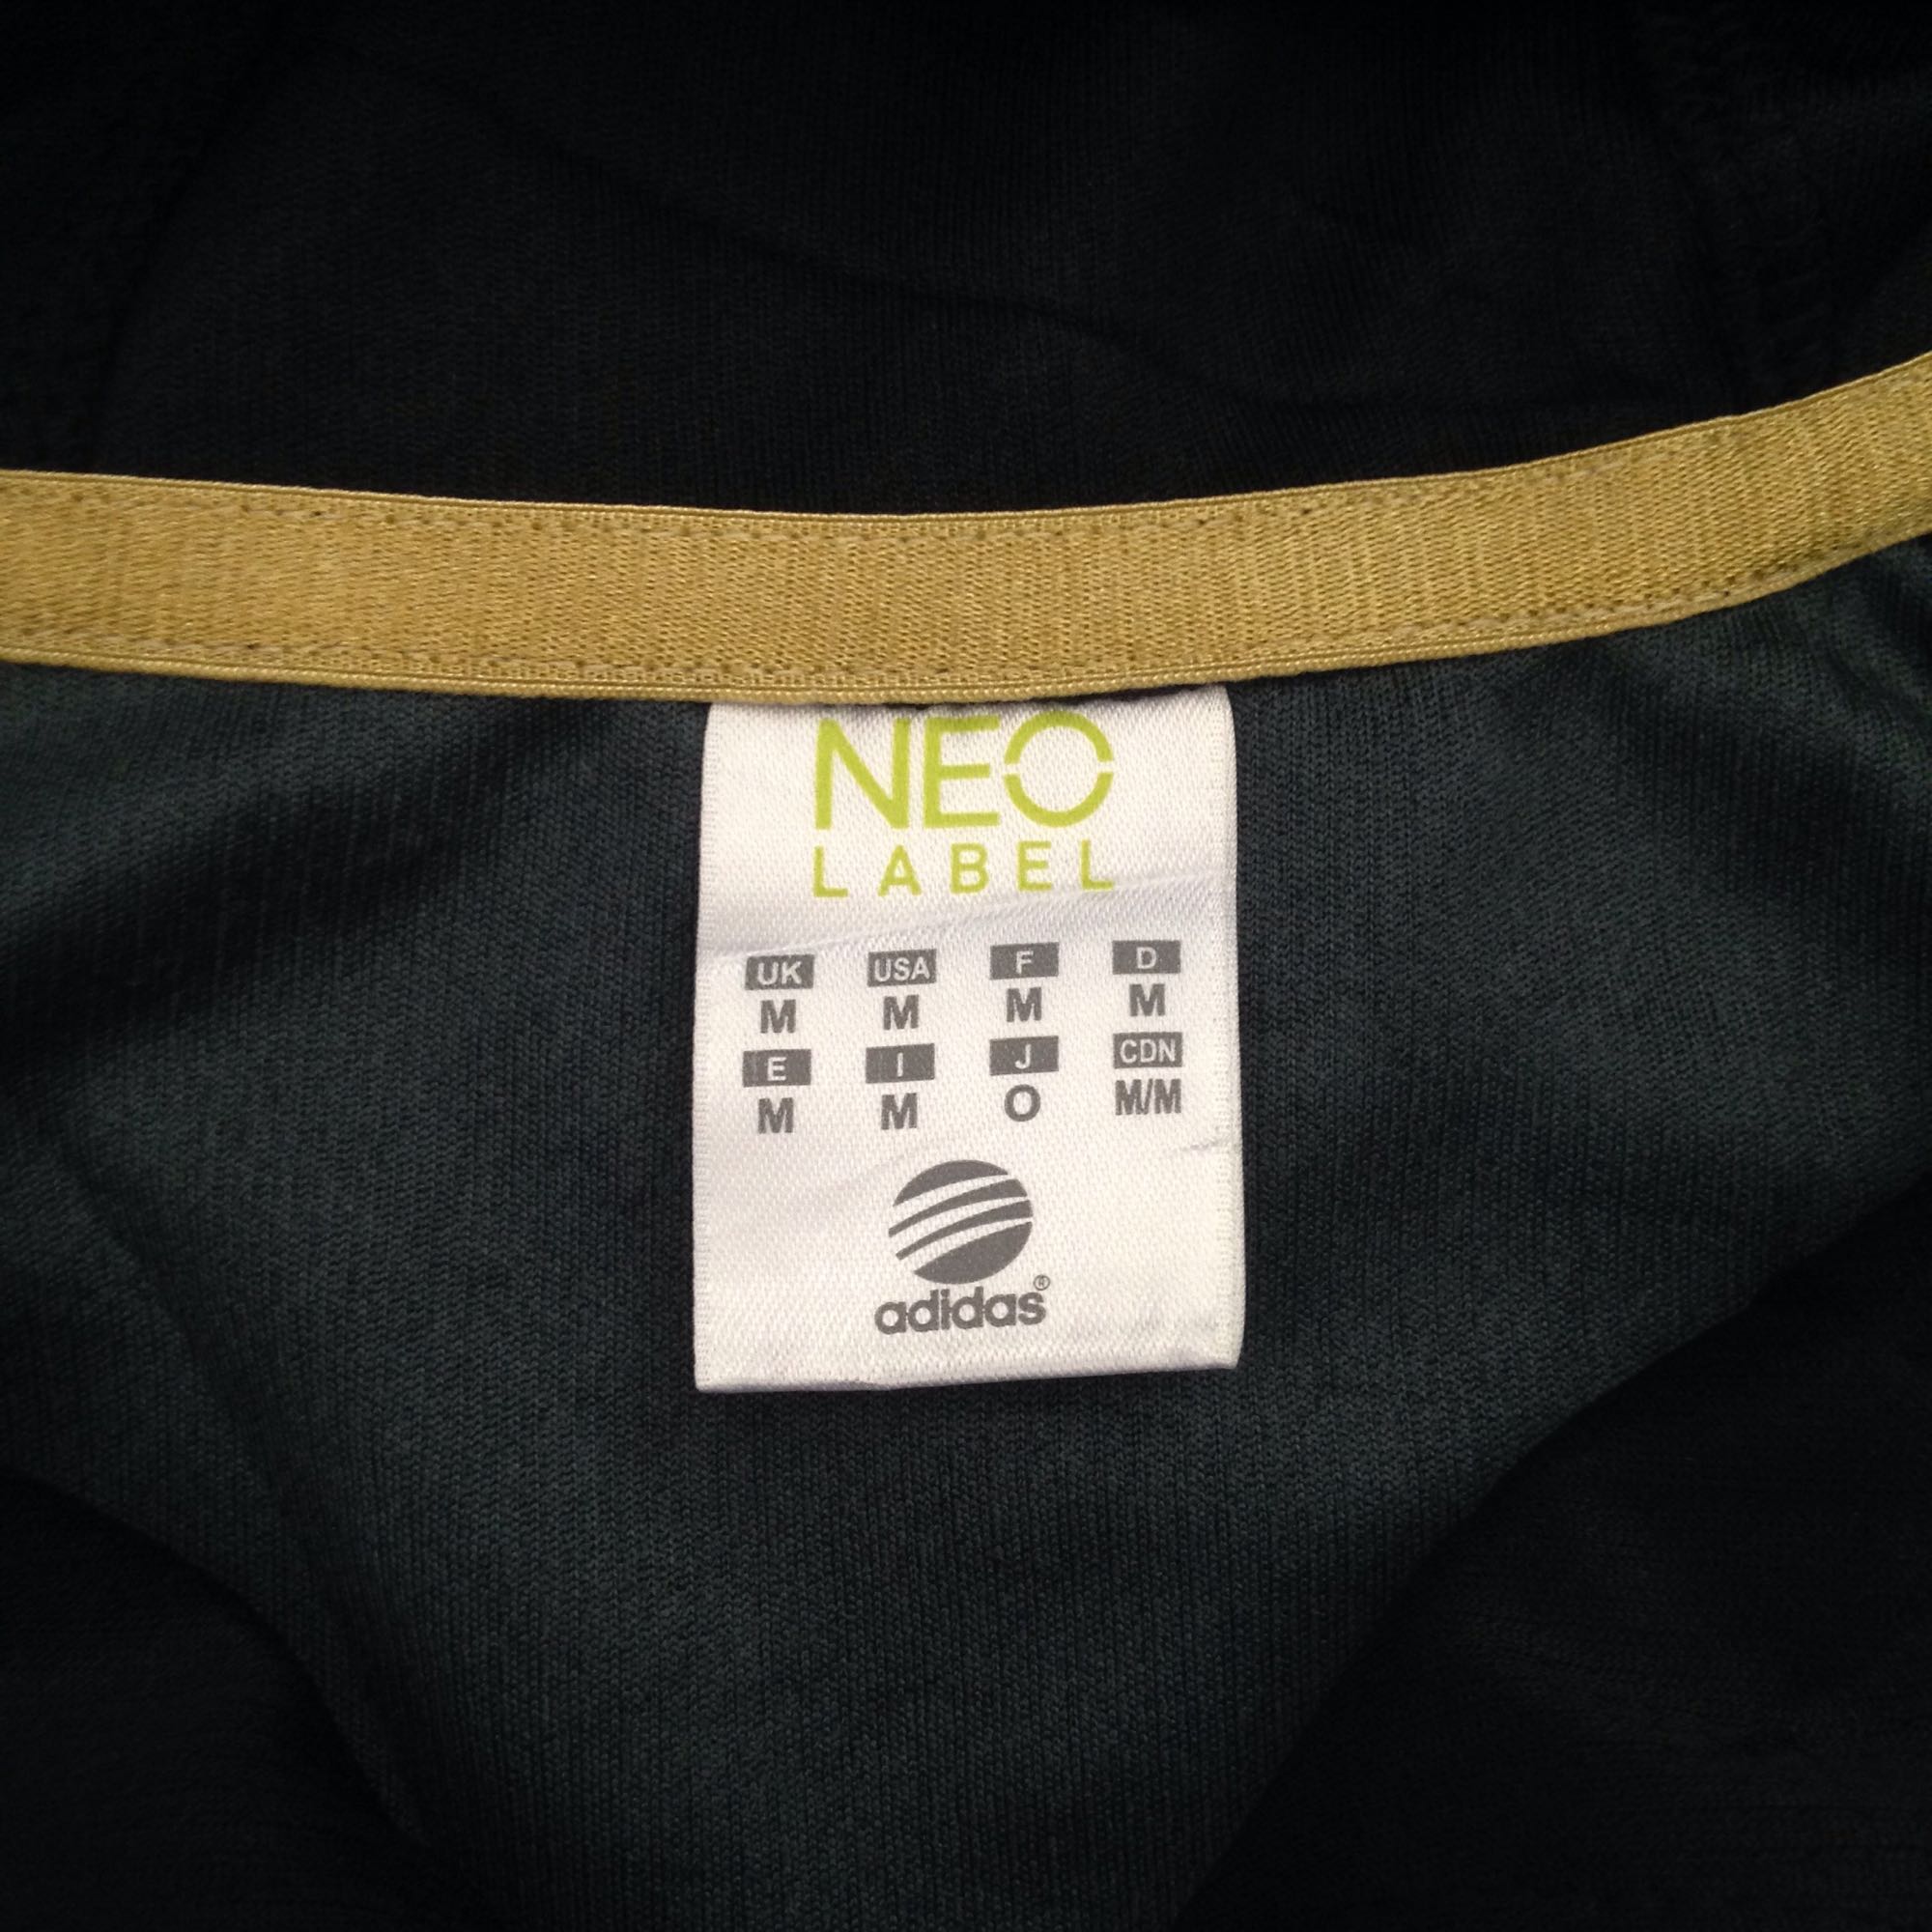 NEO
LABEL
UK USA F D
M M M M
E I J CDN
M M O M/M
adidas®